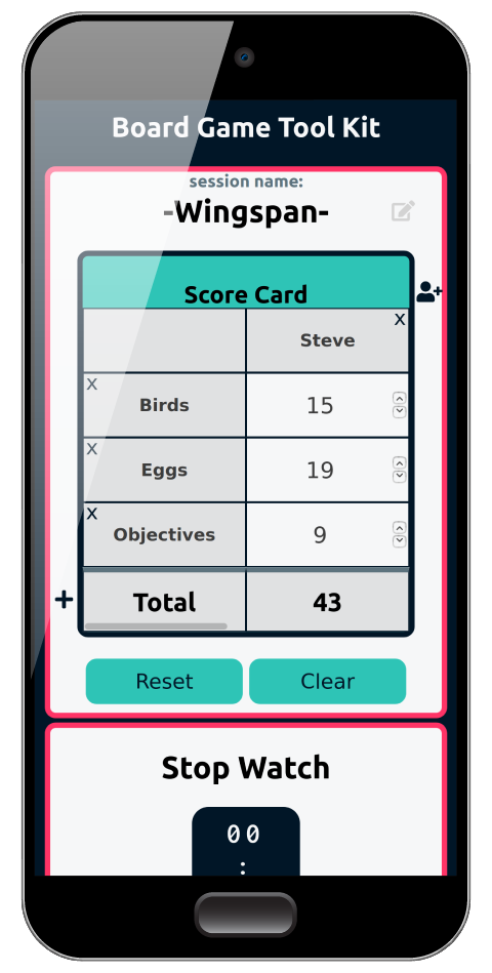 Board Game Tool Kit
session name:
-Wingspan-
Score Card
x
Steve
x
Birds
15
x
Eggs
19
x
Objectives
9
+
Total
43
Reset
Clear
Stop Watch
00
: